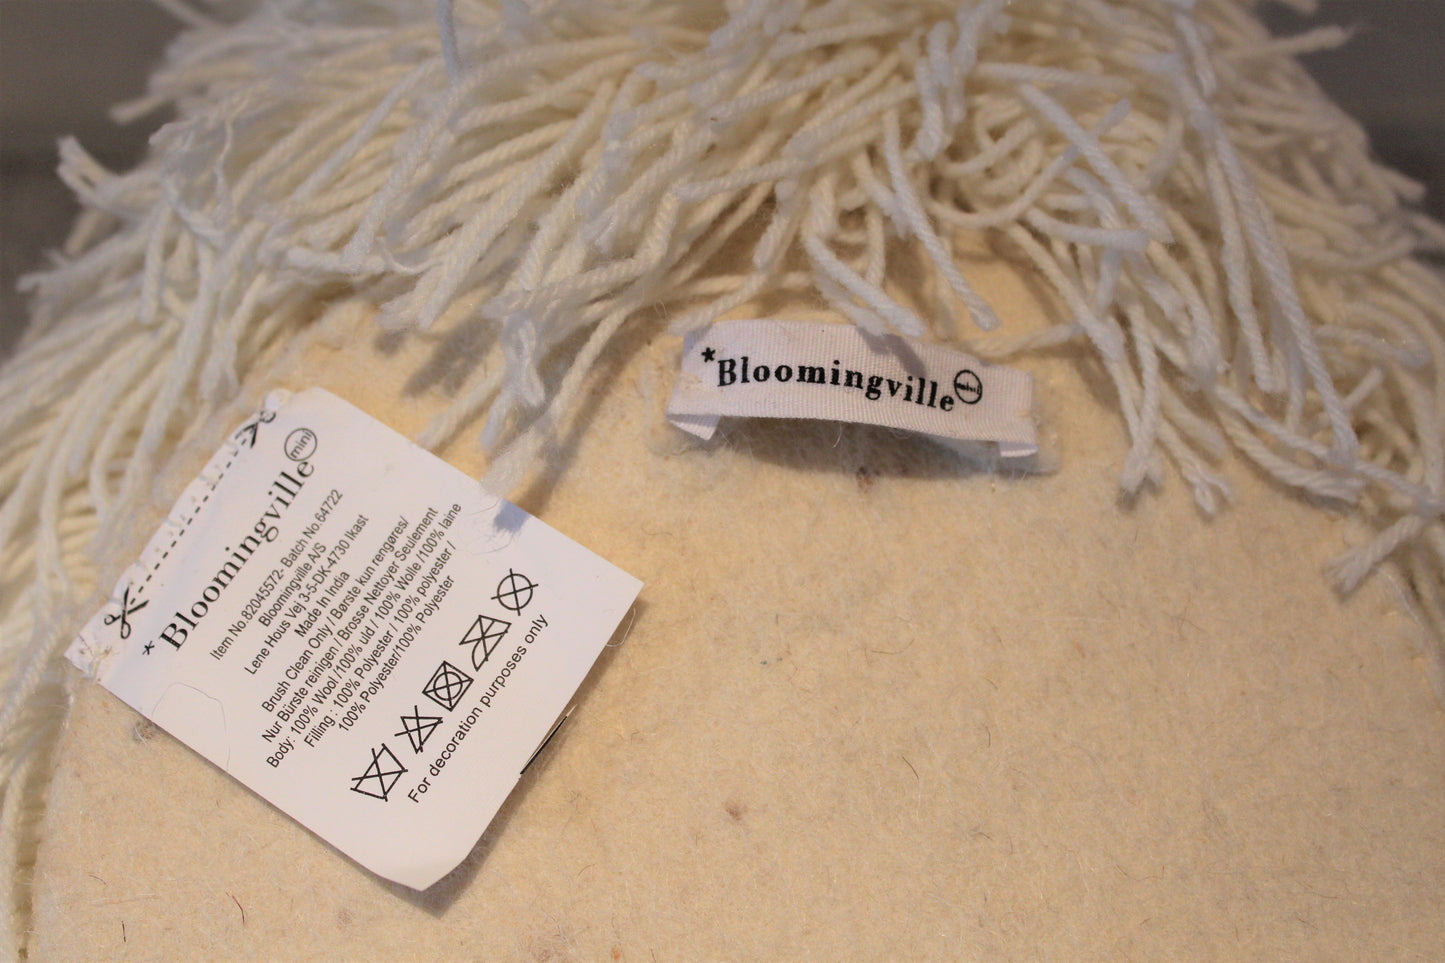 *Bloomingville mini
Item No.82045572- Batch No.64722
Bloomingville A/S
Lene Hous Vej 3-5-DK-4730 Ikast
Made In India
Brush Clean Only / Børste kun rengøres/
Nur Bürste reinigen / Brosse Nettoyer Seulement
Body: 100% Wool /100% uld / 100% Wolle /100% laine
Filling : 100% Polyester / 100% polyester /
100% Polyester/100% Polyester
For decoration purposes only
*Bloomingville mini